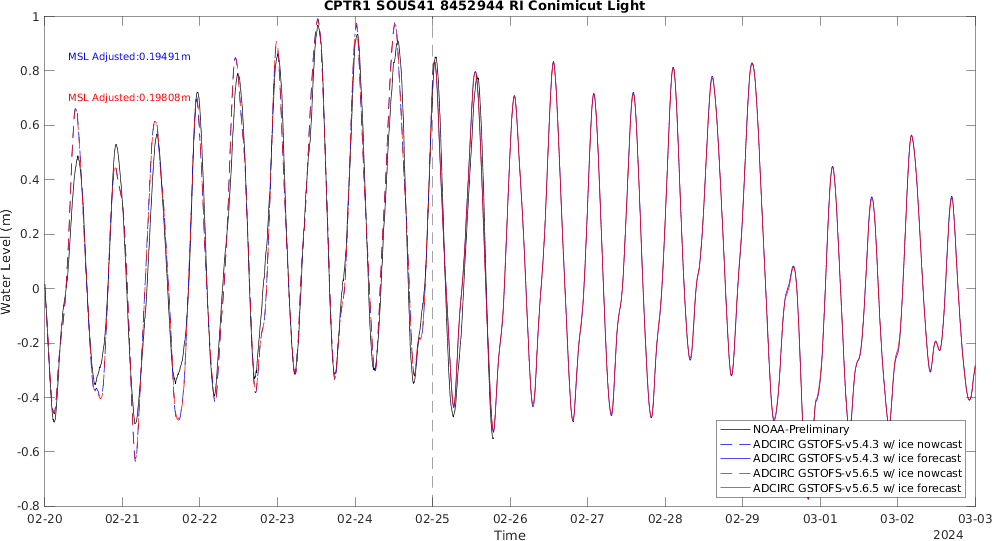 CPTR1 SOUS41 8452944 RI Conimicut Light
1
0.8
0.6
0.4
0.2
0
-0.2
-0.4
-0.6
-0.8
Water Level (m)
MSL Adjusted:0.19491m
MSL Adjusted:0.19808m
NOAA-Preliminary
ADCIRC GSTOFS-v5.4.3 w/ ice nowcast
ADCIRC GSTOFS-v5.4.3 w/ ice forecast
ADCIRC GSTOFS-v5.6.5 w/ ice nowcast
ADCIRC GSTOFS-v5.6.5 w/ ice forecast
02-20 02-21 02-22 02-23 02-24 02-25 02-26 02-27 02-28 02-29 03-01 03-02 03-03
Time
2024